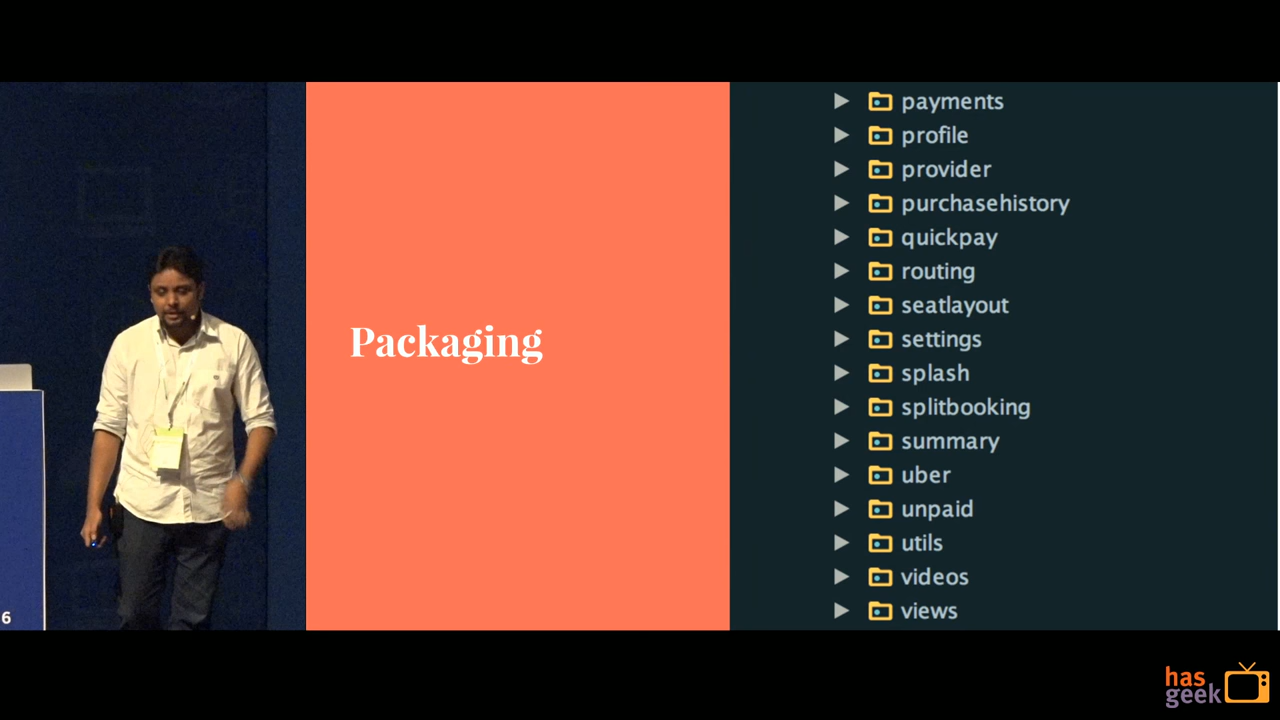 Packaging
payments
profile
provider
purchasehistory
quickpay
routing
seatlayout
settings
splash
splitbooking
summary
uber
unpaid
utils
videos
views
6
has
geek